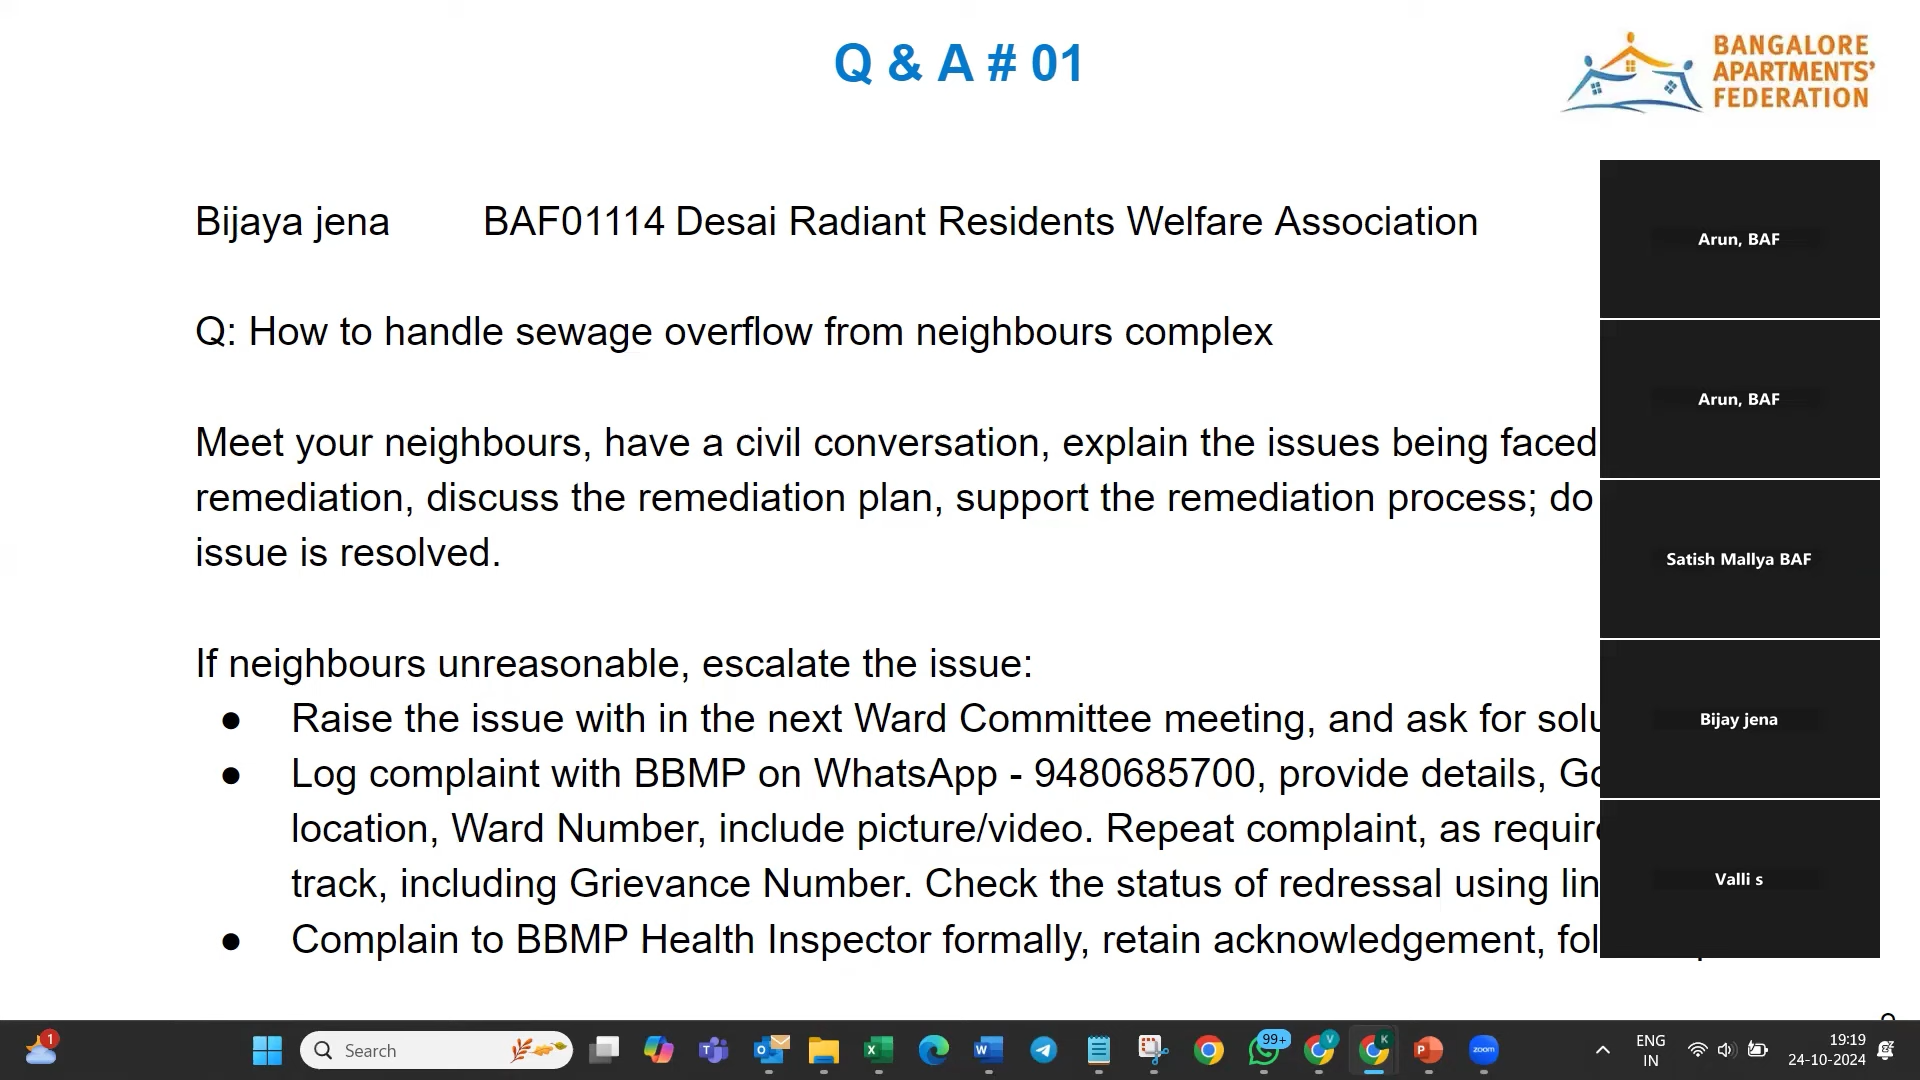 Q & A # 01
BANGALORE
APARTMENTS'
FEDERATION
Bijaya jena BAF01114 Desai Radiant Residents Welfare Association
Q: How to handle sewage overflow from neighbours complex
Meet your neighbours, have a civil conversation, explain the issues being faced
remediation, discuss the remediation plan, support the remediation process; do
issue is resolved.
If neighbours unreasonable, escalate the issue:
● Raise the issue with in the next Ward Committee meeting, and ask for
● Log complaint with BBMP on WhatsApp - 9480685700, provide details,
location, Ward Number, include picture/video. Repeat complaint, as
track, including Grievance Number. Check the status of redressal using
● Complain to BBMP Health Inspector formally, retain acknowledgement,
Arun, BAF
Arun, BAF
Satish Mallya BAF
Bijay jena
Valli s
1
Search
99+
V
K
zoom
ENG
IN
19:19
24-10-2024